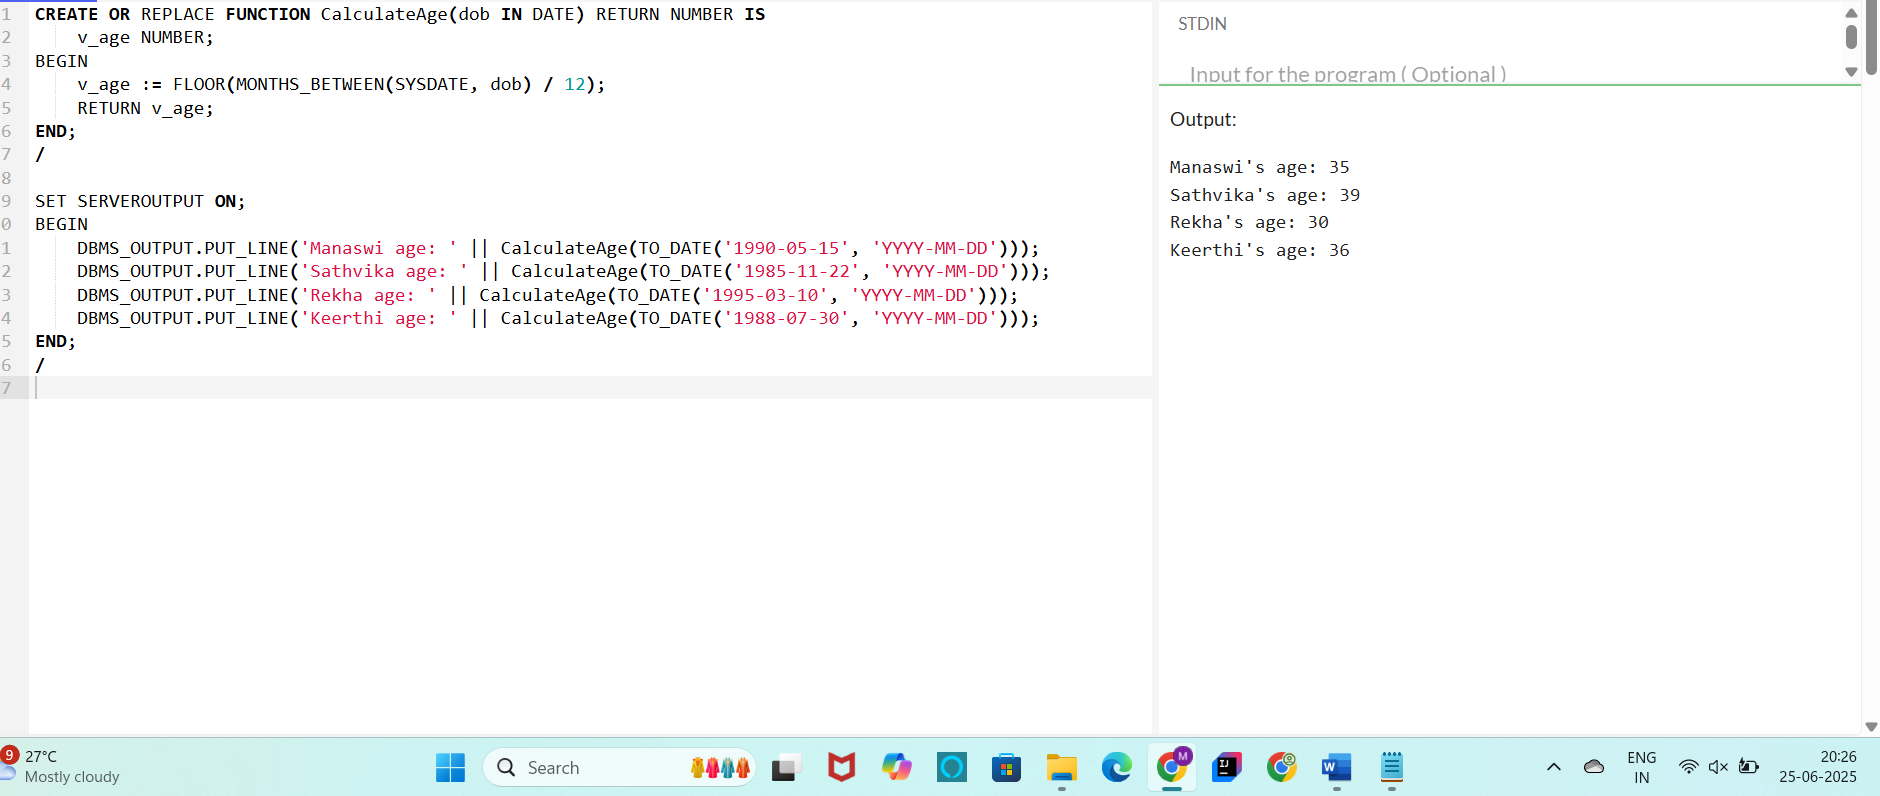 1 CREATE OR REPLACE FUNCTION CalculateAge(dob IN DATE) RETURN NUMBER IS
2     v_age NUMBER;
3 BEGIN
4     v_age := FLOOR(MONTHS_BETWEEN(SYSDATE, dob) / 12);
5     RETURN v_age;
6 END;
7 /
8
9 SET SERVEROUTPUT ON;
0 BEGIN
1     DBMS_OUTPUT.PUT_LINE('Manaswi age: ' || CalculateAge(TO_DATE('1990-05-15', 'YYYY-MM-DD')));
2     DBMS_OUTPUT.PUT_LINE('Sathvika age: ' || CalculateAge(TO_DATE('1985-11-22', 'YYYY-MM-DD')));
3     DBMS_OUTPUT.PUT_LINE('Rekha age: ' || CalculateAge(TO_DATE('1995-03-10', 'YYYY-MM-DD')));
4     DBMS_OUTPUT.PUT_LINE('Keerthi age: ' || CalculateAge(TO_DATE('1988-07-30', 'YYYY-MM-DD')));
5 END;
6 /
7
STDIN
Input for the program ( Optional )
Output:
Manaswi's age: 35
Sathvika's age: 39
Rekha's age: 30
Keerthi's age: 36
9
27°C
Mostly cloudy
Search
M
IJ
W
ENG
IN
20:26
25-06-2025